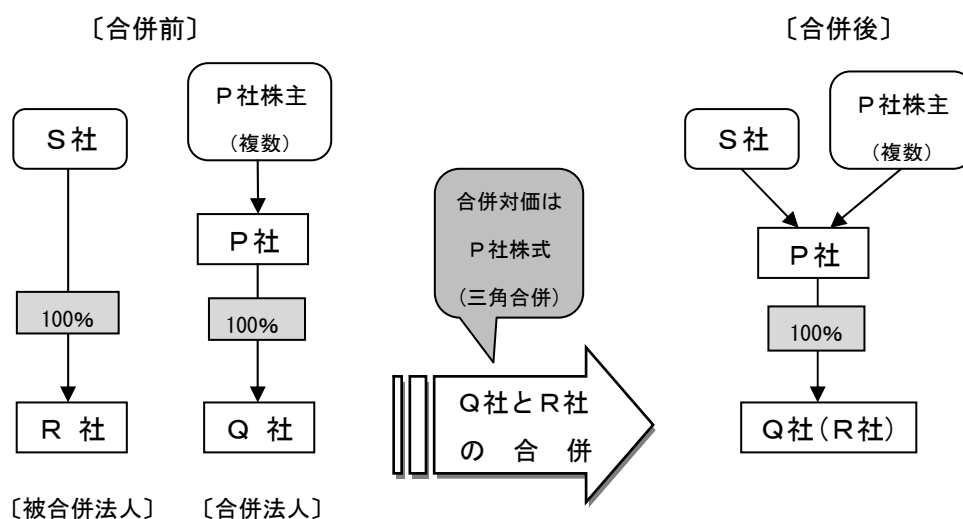 〔合併前〕
〔合併後〕
S社
P社株主
(複数)
S社
P社株主
(複数)
P社
合併対価は
P社株式
(三角合併)
P社
100%
100%
100%
R 社
Q 社
Q社とR社
の 合 併
Q社(R社)
〔被合併法人〕
〔合併法人〕